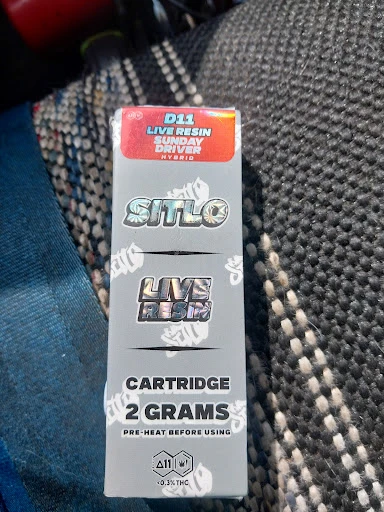 D11
LIVE RESIN
SUNDAY
DRIVER
HYBRID
SITLO
LIVE
RESIN
CARTRIDGE
2 GRAMS
PRE-HEAT BEFORE USING
Δ11
<0.3% THC